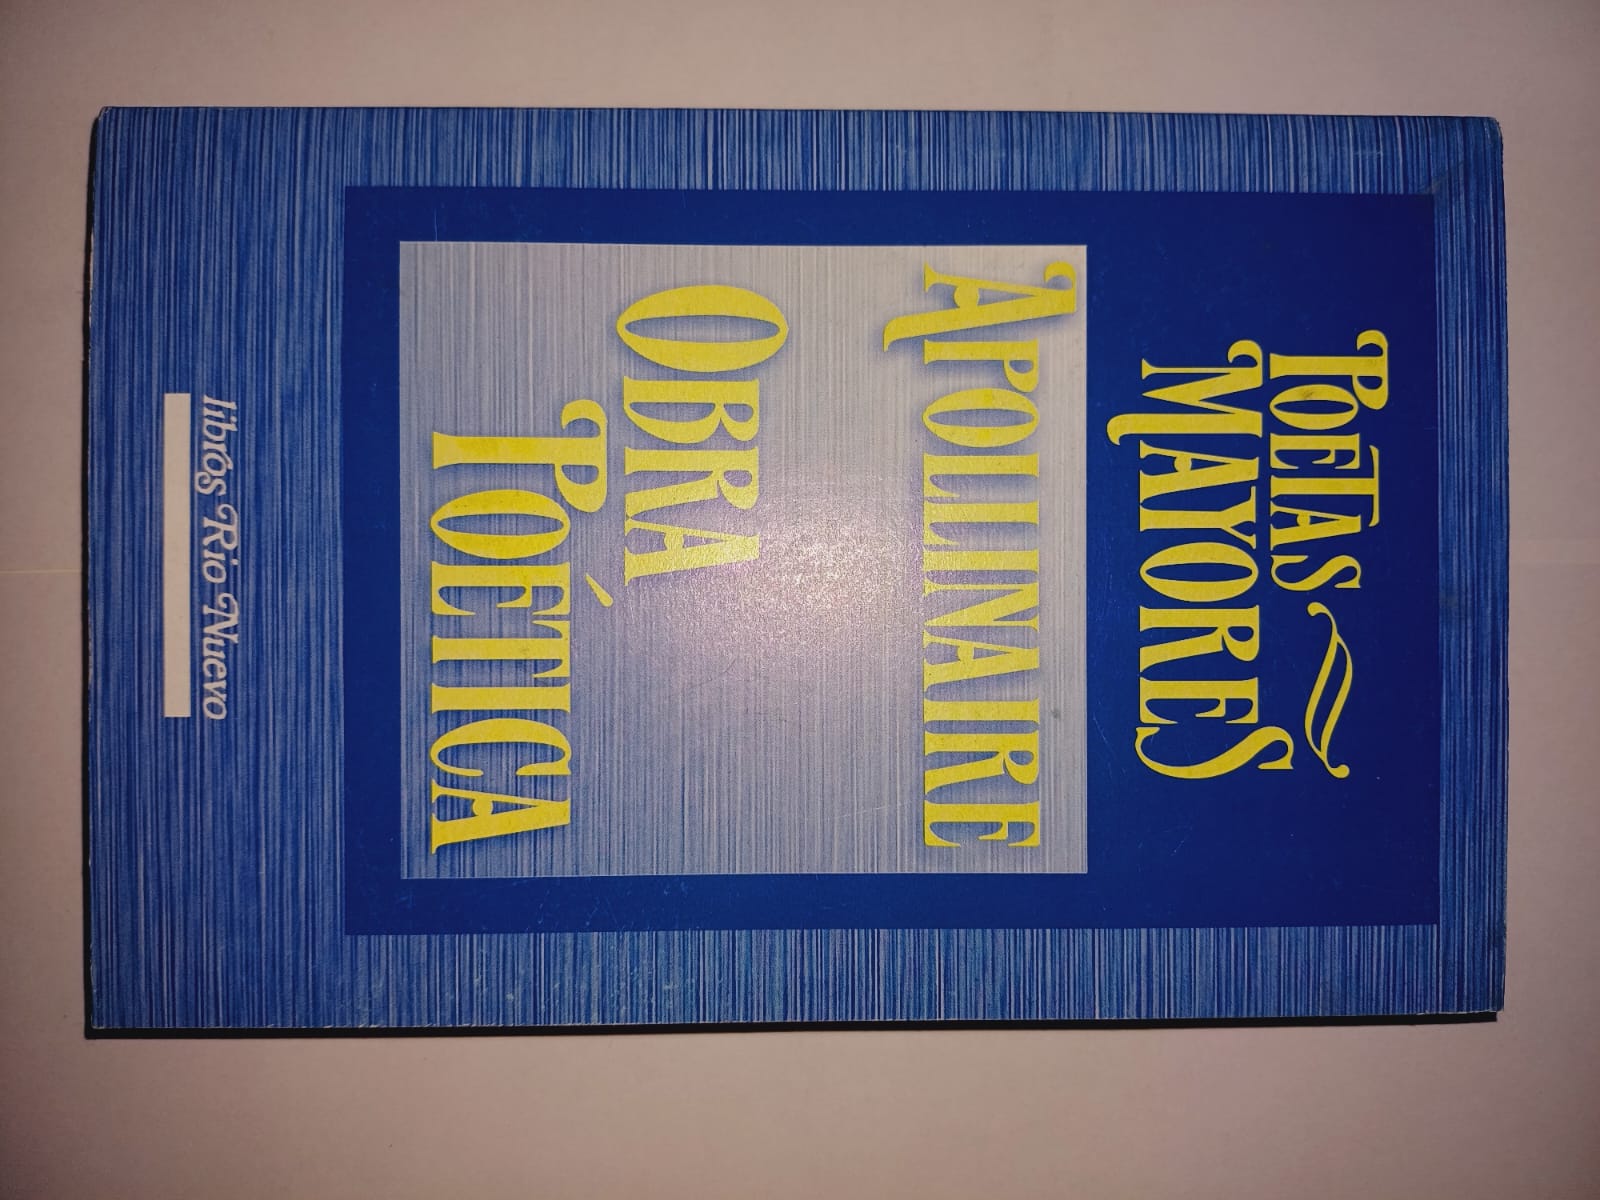 POETAS
MAYORES
APOLLINAIRE
OBRA
POÉTICA
libros Río Nuevo